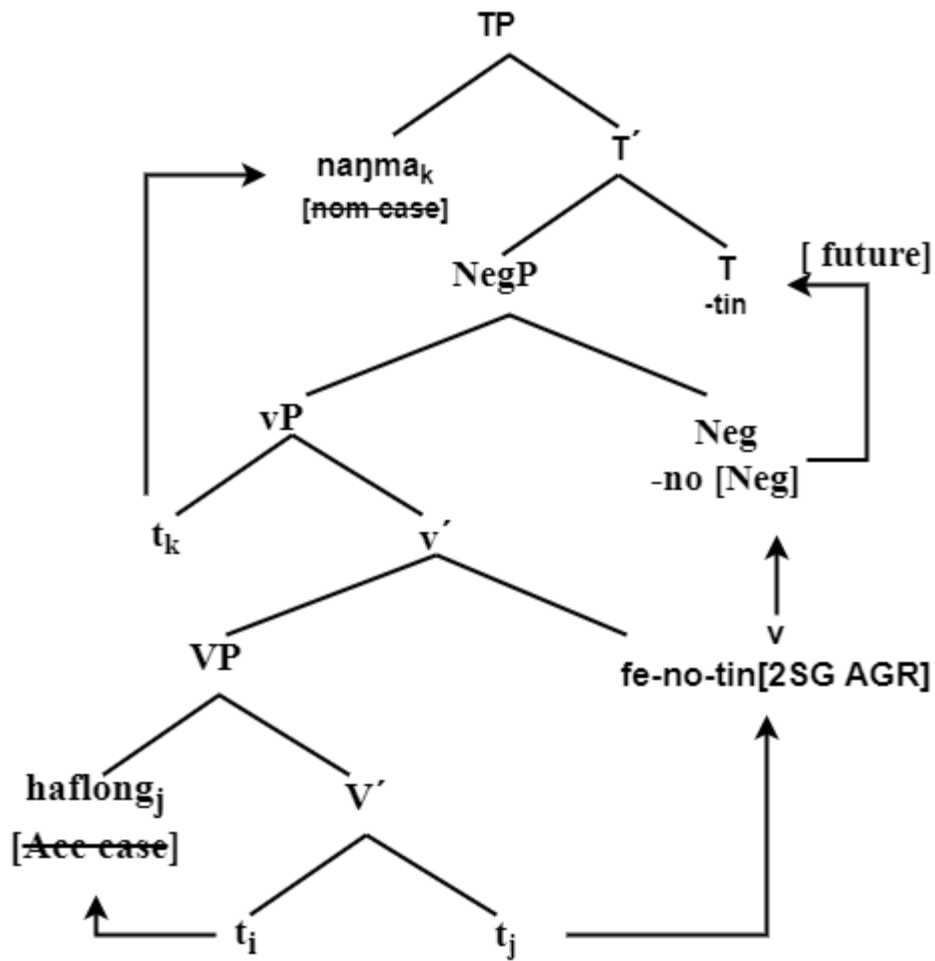 TP
T´
naŋmaₖ
[nom case]
[ future]
NegP
T
-tin
vP
Neg
-no [Neg]
tₖ
v´
v
VP
fe-no-tin[2SG AGR]
haflongⱼ
V´
[Acc case]
tᵢ
tⱼ